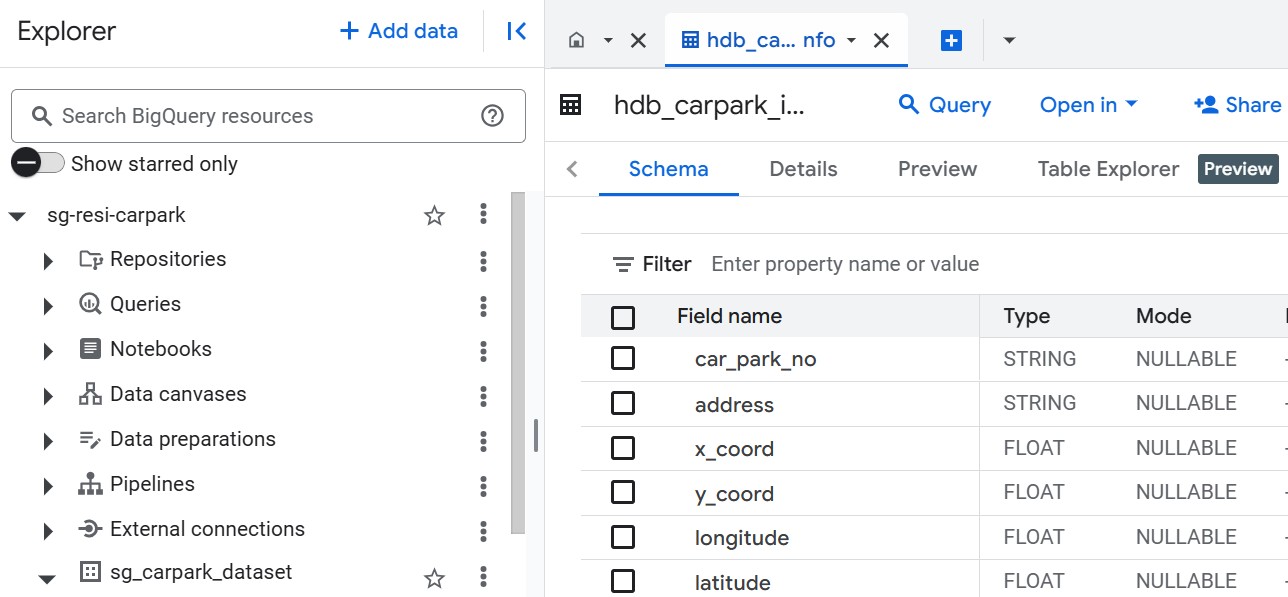 Explorer
+ Add data
Search BigQuery resources
Show starred only
sg-resi-carpark
Repositories
Queries
Notebooks
Data canvases
Data preparations
Pipelines
External connections
sg_carpark_dataset
hdb_ca... nfo
hdb_carpark_i...
Query
Open in
Share
Schema
Details
Preview
Table Explorer
Preview
Filter
Enter property name or value
Field name Type Mode
car_park_no STRING NULLABLE -
address STRING NULLABLE -
x_coord FLOAT NULLABLE -
y_coord FLOAT NULLABLE -
longitude FLOAT NULLABLE -
latitude FLOAT NULLABLE -